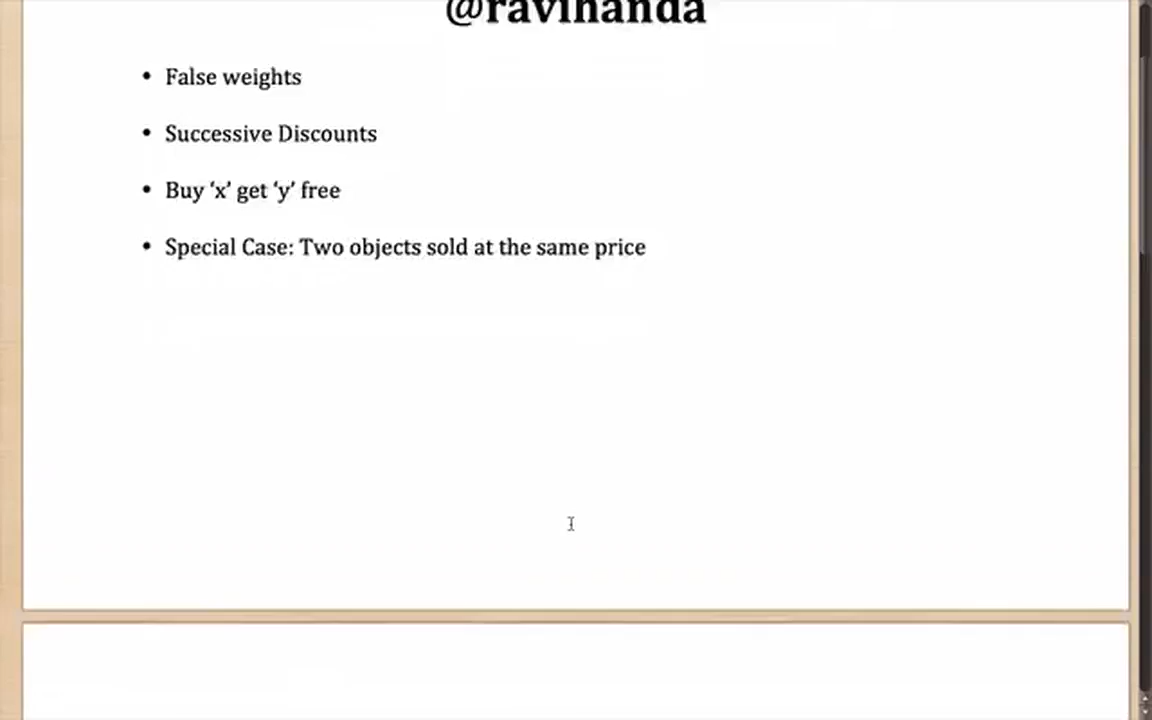 @ravihanda
• False weights
• Successive Discounts
• Buy ‘x’ get ‘y’ free
• Special Case: Two objects sold at the same price